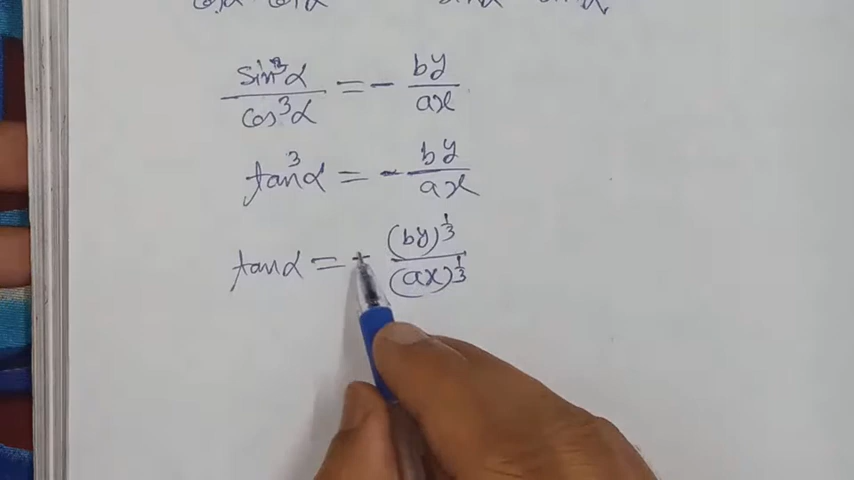 sin³α / cos³α = - by / ax
tan³α = - by / ax
tanα = - (by)^1/3 / (ax)^1/3